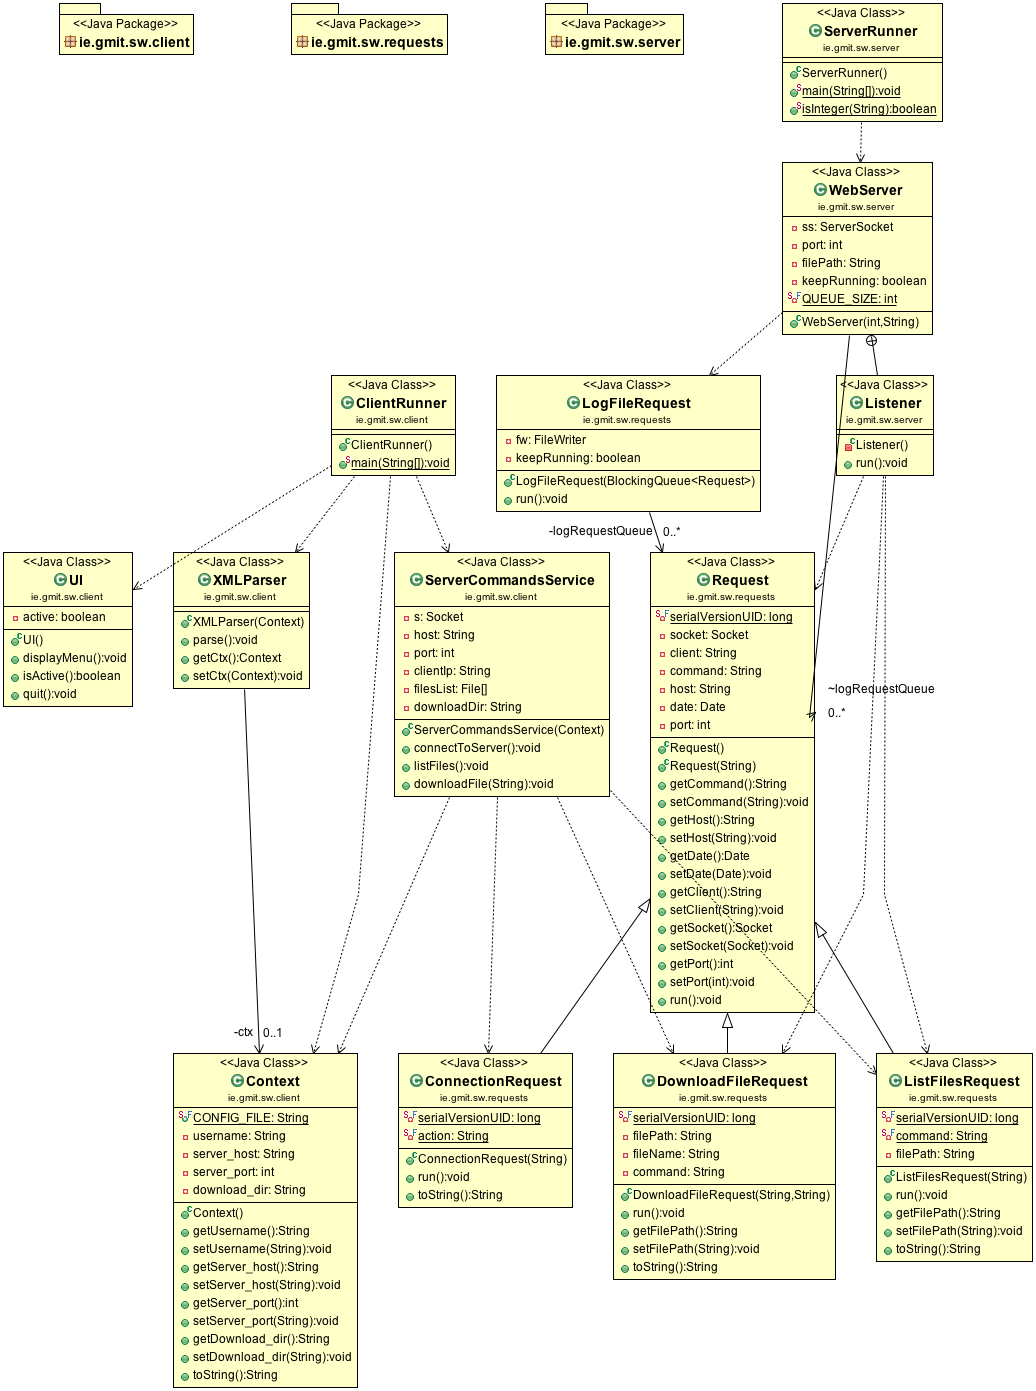 <<Java Package>>
ie.gmit.sw.client
<<Java Package>>
ie.gmit.sw.requests
<<Java Package>>
ie.gmit.sw.server
<<Java Class>>
ServerRunner
ie.gmit.sw.server
ServerRunner()
main(String[]):void
isInteger(String):boolean
<<Java Class>>
WebServer
ie.gmit.sw.server
ss: ServerSocket
port: int
filePath: String
keepRunning: boolean
QUEUE_SIZE: int
WebServer(int,String)
<<Java Class>>
ClientRunner
ie.gmit.sw.client
ClientRunner()
main(String[]):void
<<Java Class>>
LogFileRequest
ie.gmit.sw.requests
fw: FileWriter
keepRunning: boolean
LogFileRequest(BlockingQueue<Request>)
run():void
<<Java Class>>
Listener
ie.gmit.sw.server
Listener()
run():void
-logRequestQueue
0..*
<<Java Class>>
UI
ie.gmit.sw.client
active: boolean
UI()
displayMenu():void
isActive():boolean
quit():void
<<Java Class>>
XMLParser
ie.gmit.sw.client
XMLParser(Context)
parse():void
getCtx():Context
setCtx(Context):void
<<Java Class>>
ServerCommandsService
ie.gmit.sw.client
s: Socket
host: String
port: int
clientIp: String
filesList: File[]
downloadDir: String
ServerCommandsService(Context)
connectToServer():void
listFiles():void
downloadFile(String):void
<<Java Class>>
Request
ie.gmit.sw.requests
serialVersionUID: long
socket: Socket
client: String
command: String
host: String
date: Date
port: int
Request()
Request(String)
getCommand():String
setCommand(String):void
getHost():String
setHost(String):void
getDate():Date
setDate(Date):void
getClient():String
setClient(String):void
getSocket():Socket
setSocket(Socket):void
getPort():int
setPort(int):void
run():void
~logRequestQueue
0..*
-ctx
0..1
<<Java Class>>
Context
ie.gmit.sw.client
CONFIG_FILE: String
username: String
server_host: String
server_port: int
download_dir: String
Context()
getUsername():String
setUsername(String):void
getServer_host():String
setServer_host(String):void
getServer_port():int
setServer_port(String):void
getDownload_dir():String
setDownload_dir(String):void
toString():String
<<Java Class>>
ConnectionRequest
ie.gmit.sw.requests
serialVersionUID: long
action: String
ConnectionRequest(String)
run():void
toString():String
<<Java Class>>
DownloadFileRequest
ie.gmit.sw.requests
serialVersionUID: long
filePath: String
fileName: String
command: String
DownloadFileRequest(String,String)
run():void
getFilePath():String
setFilePath(String):void
toString():String
<<Java Class>>
ListFilesRequest
ie.gmit.sw.requests
serialVersionUID: long
command: String
filePath: String
ListFilesRequest(String)
run():void
getFilePath():String
setFilePath(String):void
toString():String